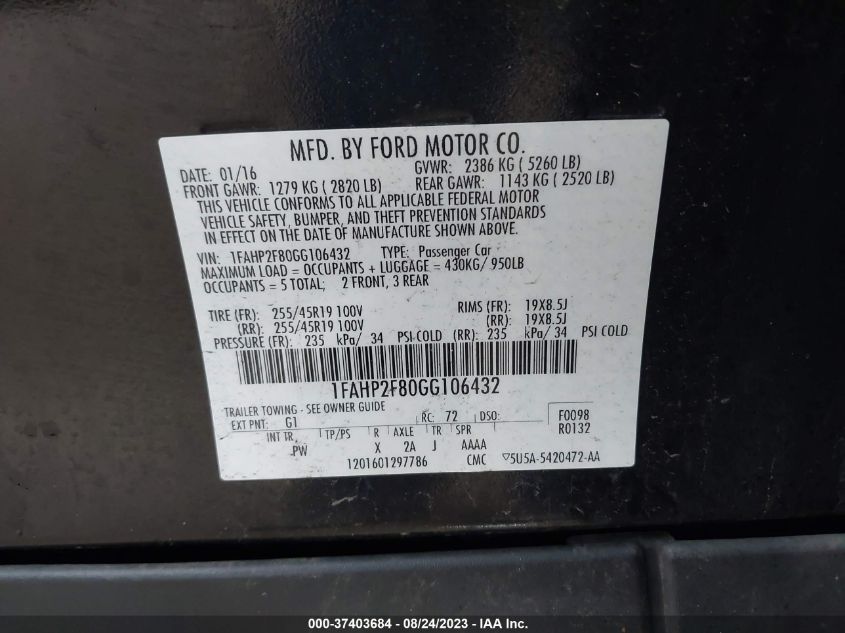 MFD. BY FORD MOTOR CO.
DATE: 01/16 GVWR: 2386 KG ( 5260 LB)
FRONT GAWR: 1279 KG ( 2820 LB) REAR GAWR: 1143 KG ( 2520 LB)
THIS VEHICLE CONFORMS TO ALL APPLICABLE FEDERAL MOTOR
VEHICLE SAFETY, BUMPER, AND THEFT PREVENTION STANDARDS
IN EFFECT ON THE DATE OF MANUFACTURE SHOWN ABOVE.
VIN: 1FAHP2F80GG106432 TYPE: Passenger Car
MAXIMUM LOAD = OCCUPANTS + LUGGAGE = 430KG/ 950LB
OCCUPANTS = 5 TOTAL; 2 FRONT, 3 REAR
TIRE (FR): 255/45R19 100V RIMS (FR): 19X8.5J
(RR): 255/45R19 100V (RR): 19X8.5J
PRESSURE (FR): 235 kPa/ 34 PSI COLD (RR): 235 kPa/ 34 PSI COLD
1FAHP2F80GG106432
TRAILER TOWING - SEE OWNER GUIDE
EXT PNT: G1 RC: 72 DSO: F0098
R0132
INT TR TP/PS R AXLE TR SPR
PW X 2A J AAAA
1201601297786 CMC ▽5U5A-5420472-AA
000-37403684 - 08/24/2023 - IAA Inc.